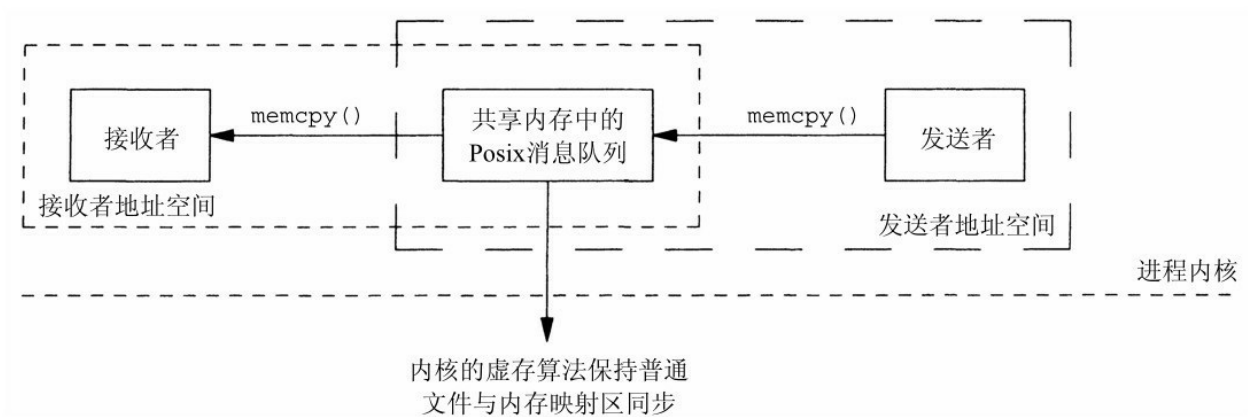 接收者
memcpy()
共享内存中的
Posix消息队列
memcpy()
发送者
接收者地址空间
发送者地址空间
进程内核
内核的虚存算法保持普通
文件与内存映射区同步